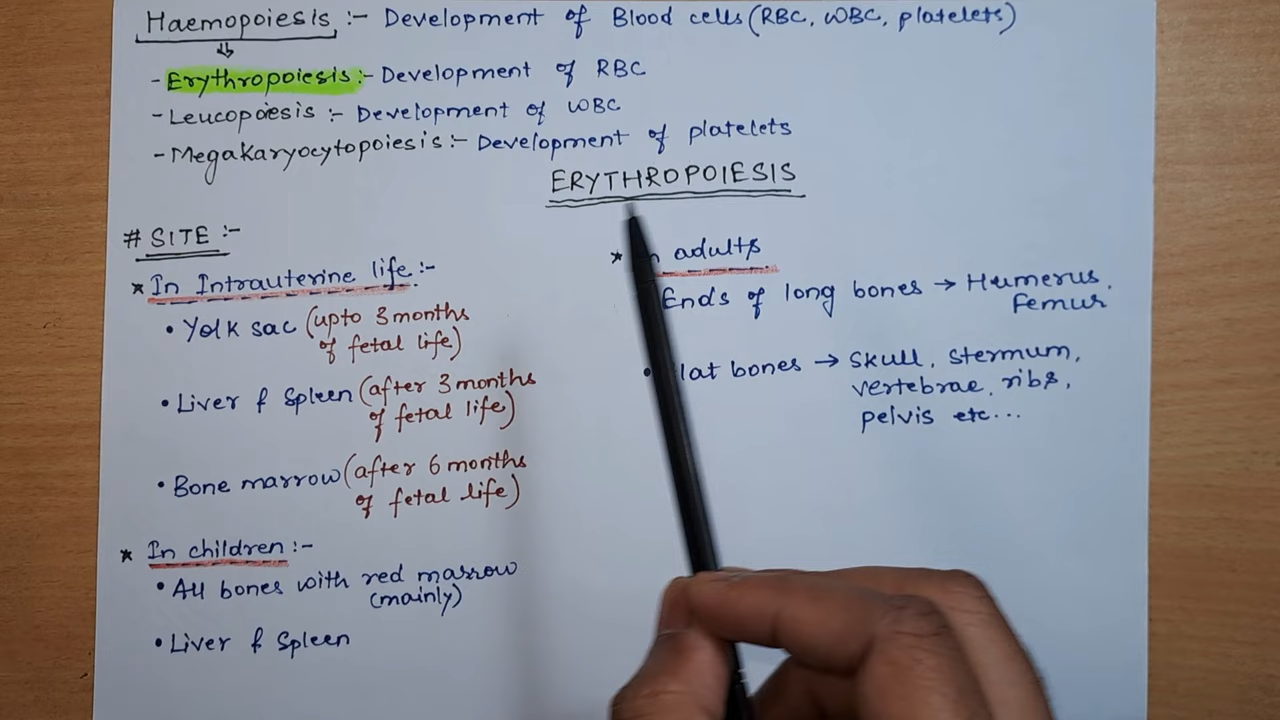 Haemopoiesis :- Development of Blood cells (RBC, WBC, platelets)
- Erythropoiesis :- Development of RBC
- Leucopoiesis :- Development of WBC
- Megakaryocytopoiesis :- Development of platelets
ERYTHROPOIESIS
# SITE :-
* In Intrauterine life :-
• Yolk sac (upto 3 months
of fetal life)
• Liver & Spleen (after 3 months
of fetal life)
• Bone marrow (after 6 months
of fetal life)
* In children :-
• All bones with red marrow
(mainly)
• Liver & Spleen
* adults
Ends of long bones → Humerus,
Femur
• bones → Skull, Sternum,
vertebrae, ribs,
pelvis etc...